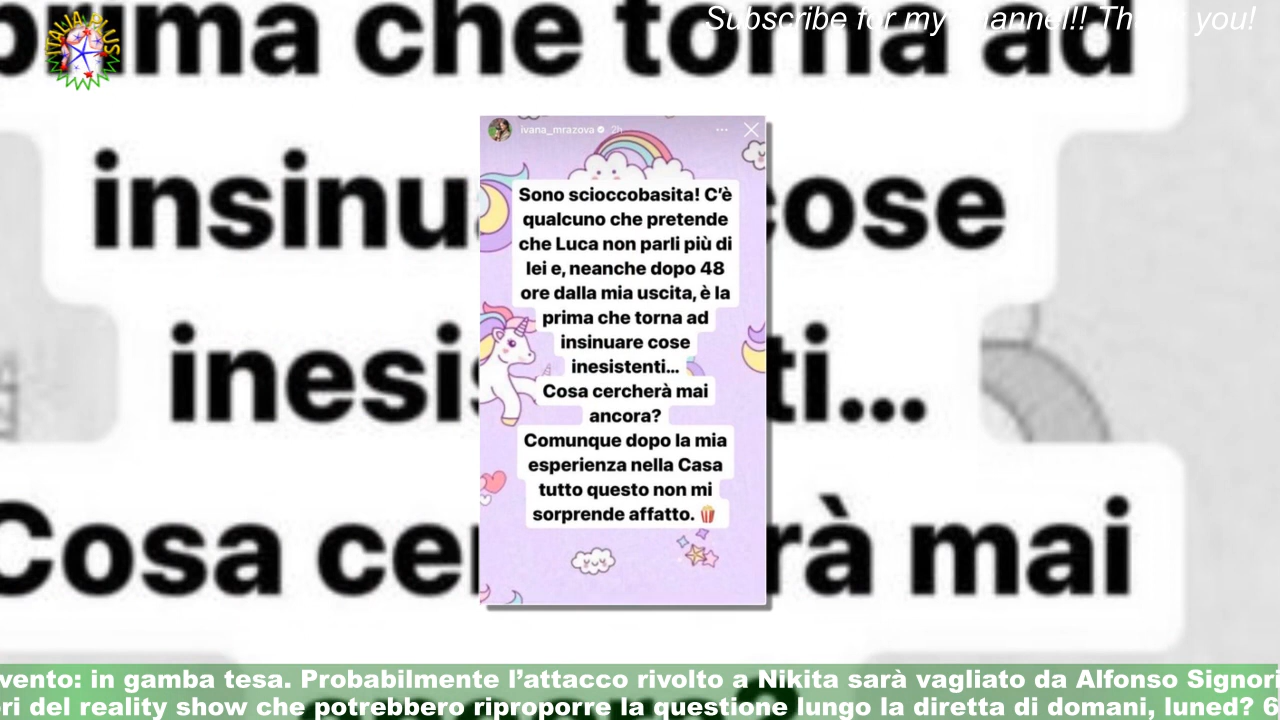 Subscribe for my channel!! Thank you!
ITALIA PLUS
prima che torna ad
insinu cose
inesis ti...
Cosa cer rà mai
ivana_mrazova 2h
Sono scioccobasita! C'è
qualcuno che pretende
che Luca non parli più di
lei e, neanche dopo 48
ore dalla mia uscita, è la
prima che torna ad
insinuare cose
inesistenti...
Cosa cercherà mai
ancora?
Comunque dopo la mia
esperienza nella Casa
tutto questo non mi
sorprende affatto. 🍿
vento: in gamba tesa. Probabilmente l'attacco rivolto a Nikita sarà vagliato da Alfonso Signori
ri del reality show che potrebbero riproporre la questione lungo la diretta di domani, luned? 6